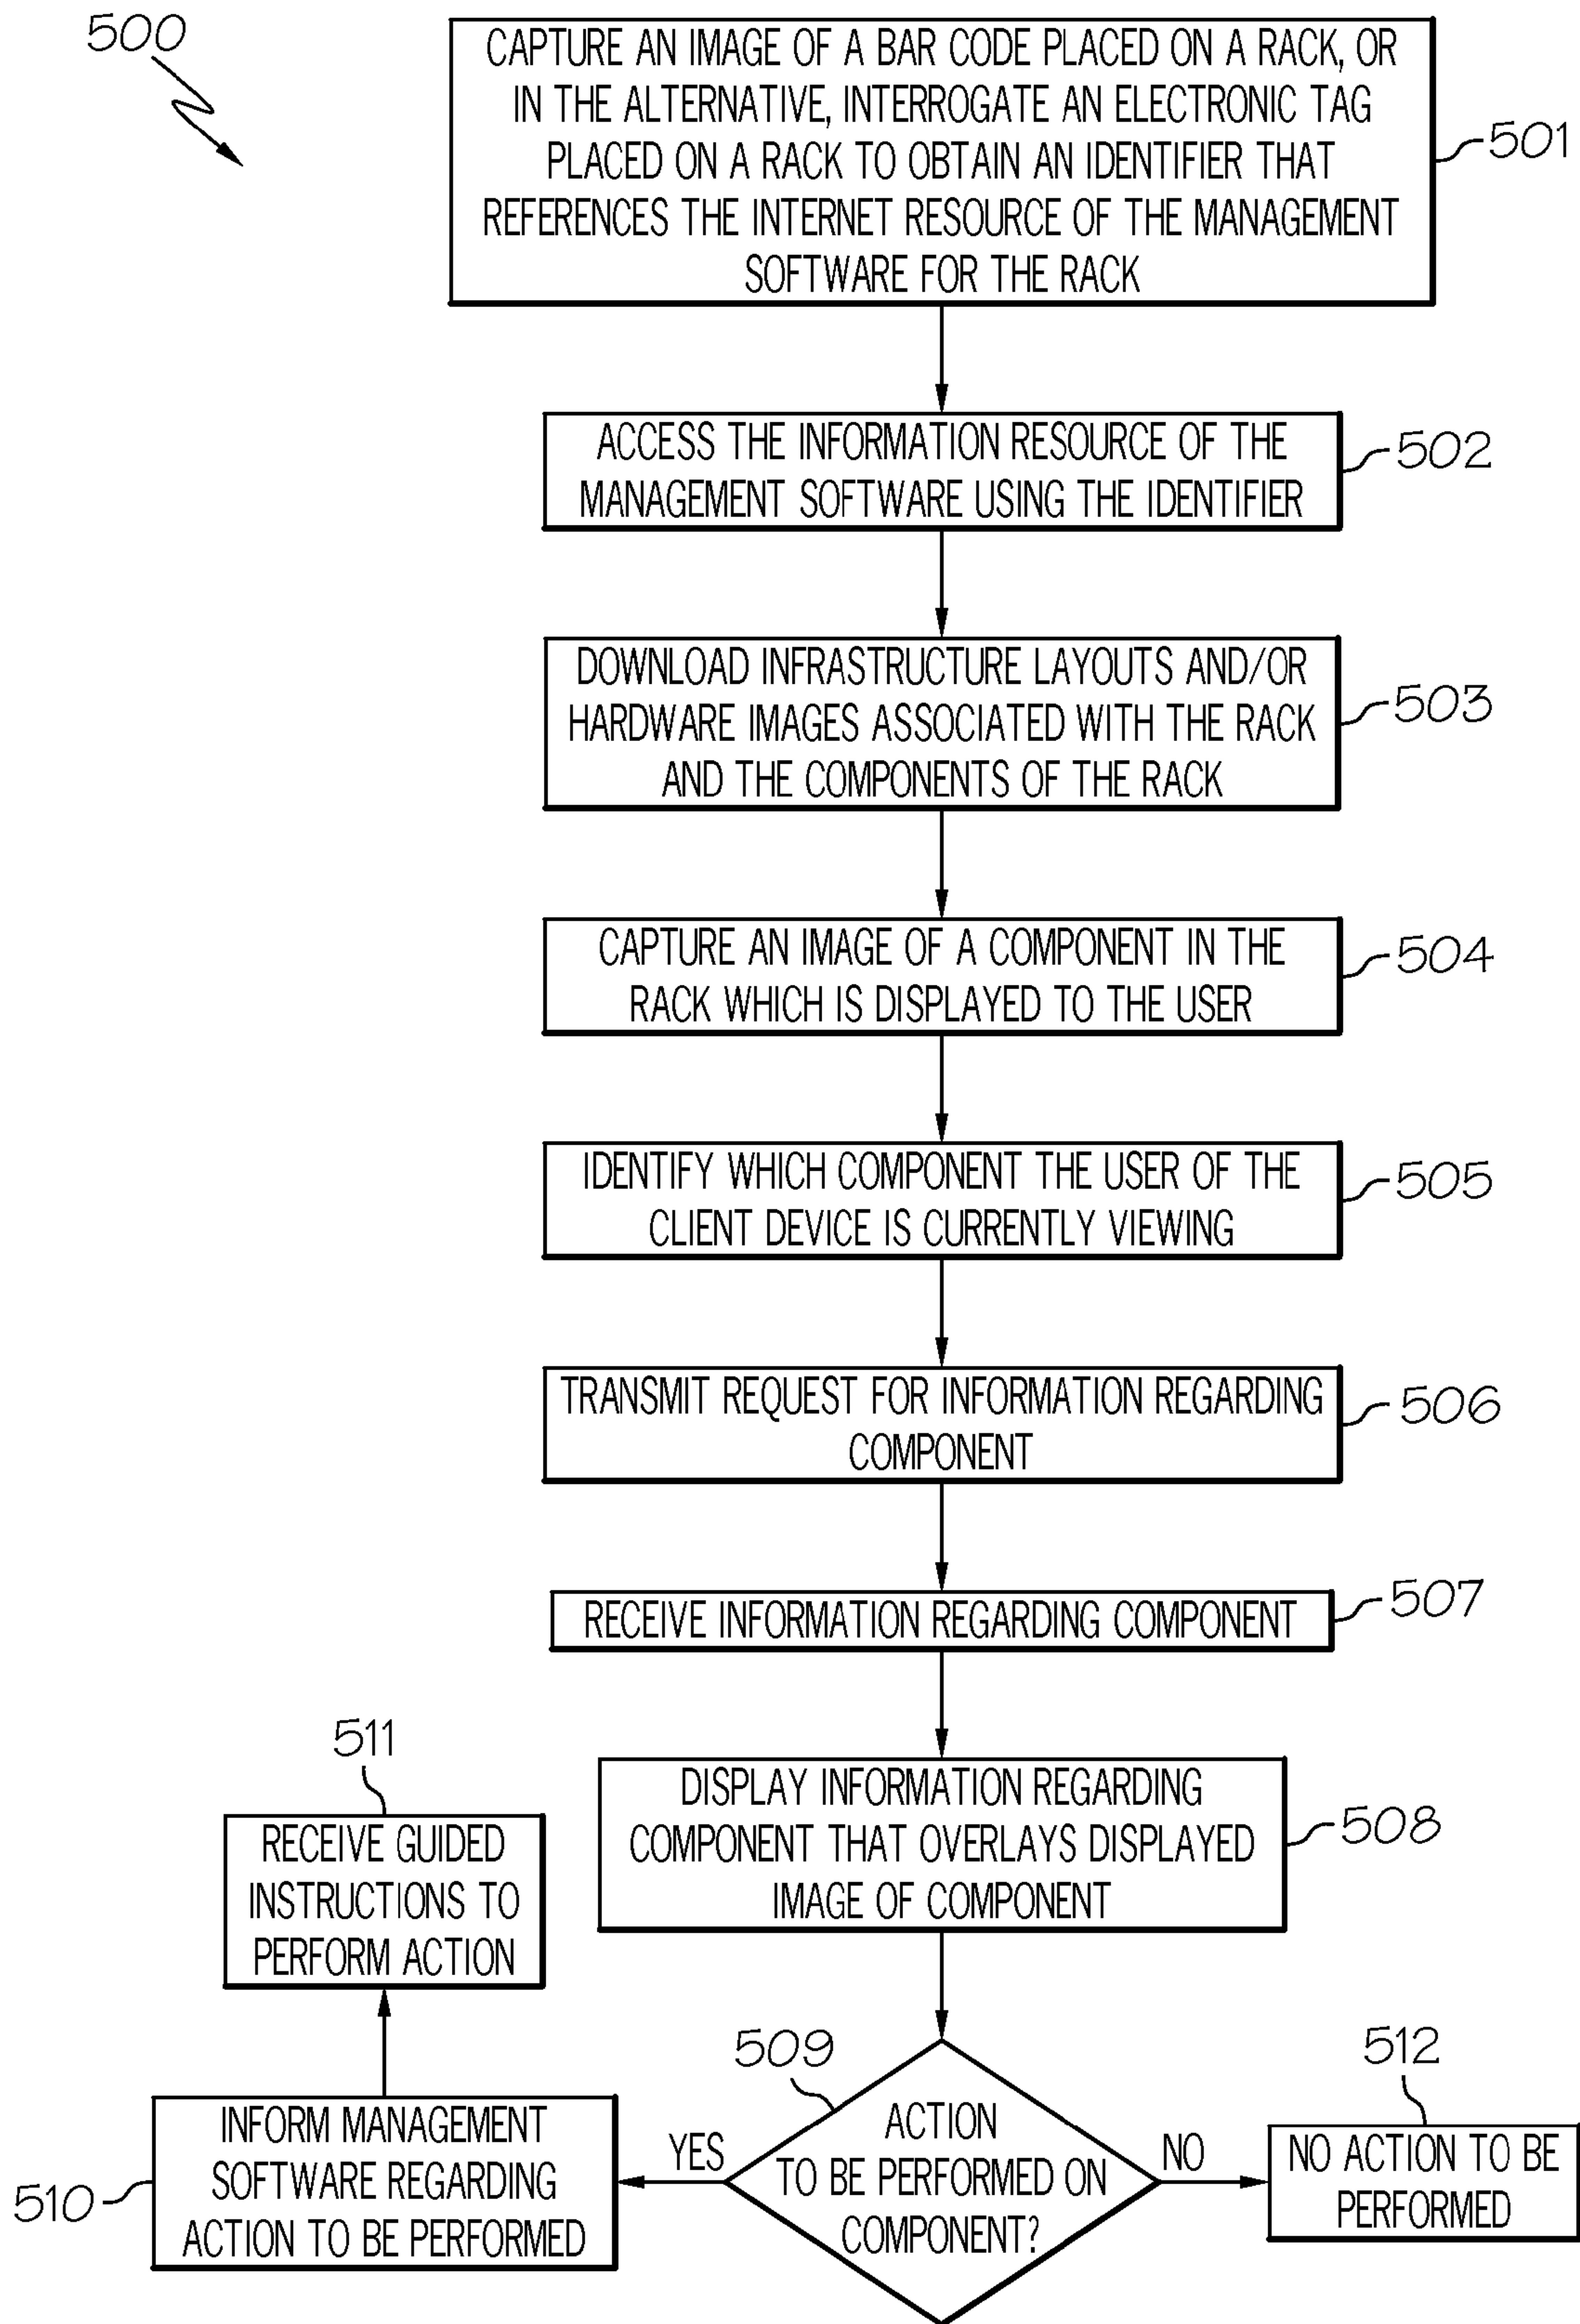 500
CAPTURE AN IMAGE OF A BAR CODE PLACED ON A RACK, OR
IN THE ALTERNATIVE, INTERROGATE AN ELECTRONIC TAG
PLACED ON A RACK TO OBTAIN AN IDENTIFIER THAT
REFERENCES THE INTERNET RESOURCE OF THE MANAGEMENT
SOFTWARE FOR THE RACK
501
ACCESS THE INFORMATION RESOURCE OF THE
MANAGEMENT SOFTWARE USING THE IDENTIFIER
502
DOWNLOAD INFRASTRUCTURE LAYOUTS AND/OR
HARDWARE IMAGES ASSOCIATED WITH THE RACK
AND THE COMPONENTS OF THE RACK
503
CAPTURE AN IMAGE OF A COMPONENT IN THE
RACK WHICH IS DISPLAYED TO THE USER
504
IDENTIFY WHICH COMPONENT THE USER OF THE
CLIENT DEVICE IS CURRENTLY VIEWING
505
TRANSMIT REQUEST FOR INFORMATION REGARDING
COMPONENT
506
RECEIVE INFORMATION REGARDING COMPONENT
507
DISPLAY INFORMATION REGARDING
COMPONENT THAT OVERLAYS DISPLAYED
IMAGE OF COMPONENT
508
509
ACTION
TO BE PERFORMED ON
COMPONENT?
YES
NO
INFORM MANAGEMENT
SOFTWARE REGARDING
ACTION TO BE PERFORMED
510
511
RECEIVE GUIDED
INSTRUCTIONS TO
PERFORM ACTION
512
NO ACTION TO BE
PERFORMED